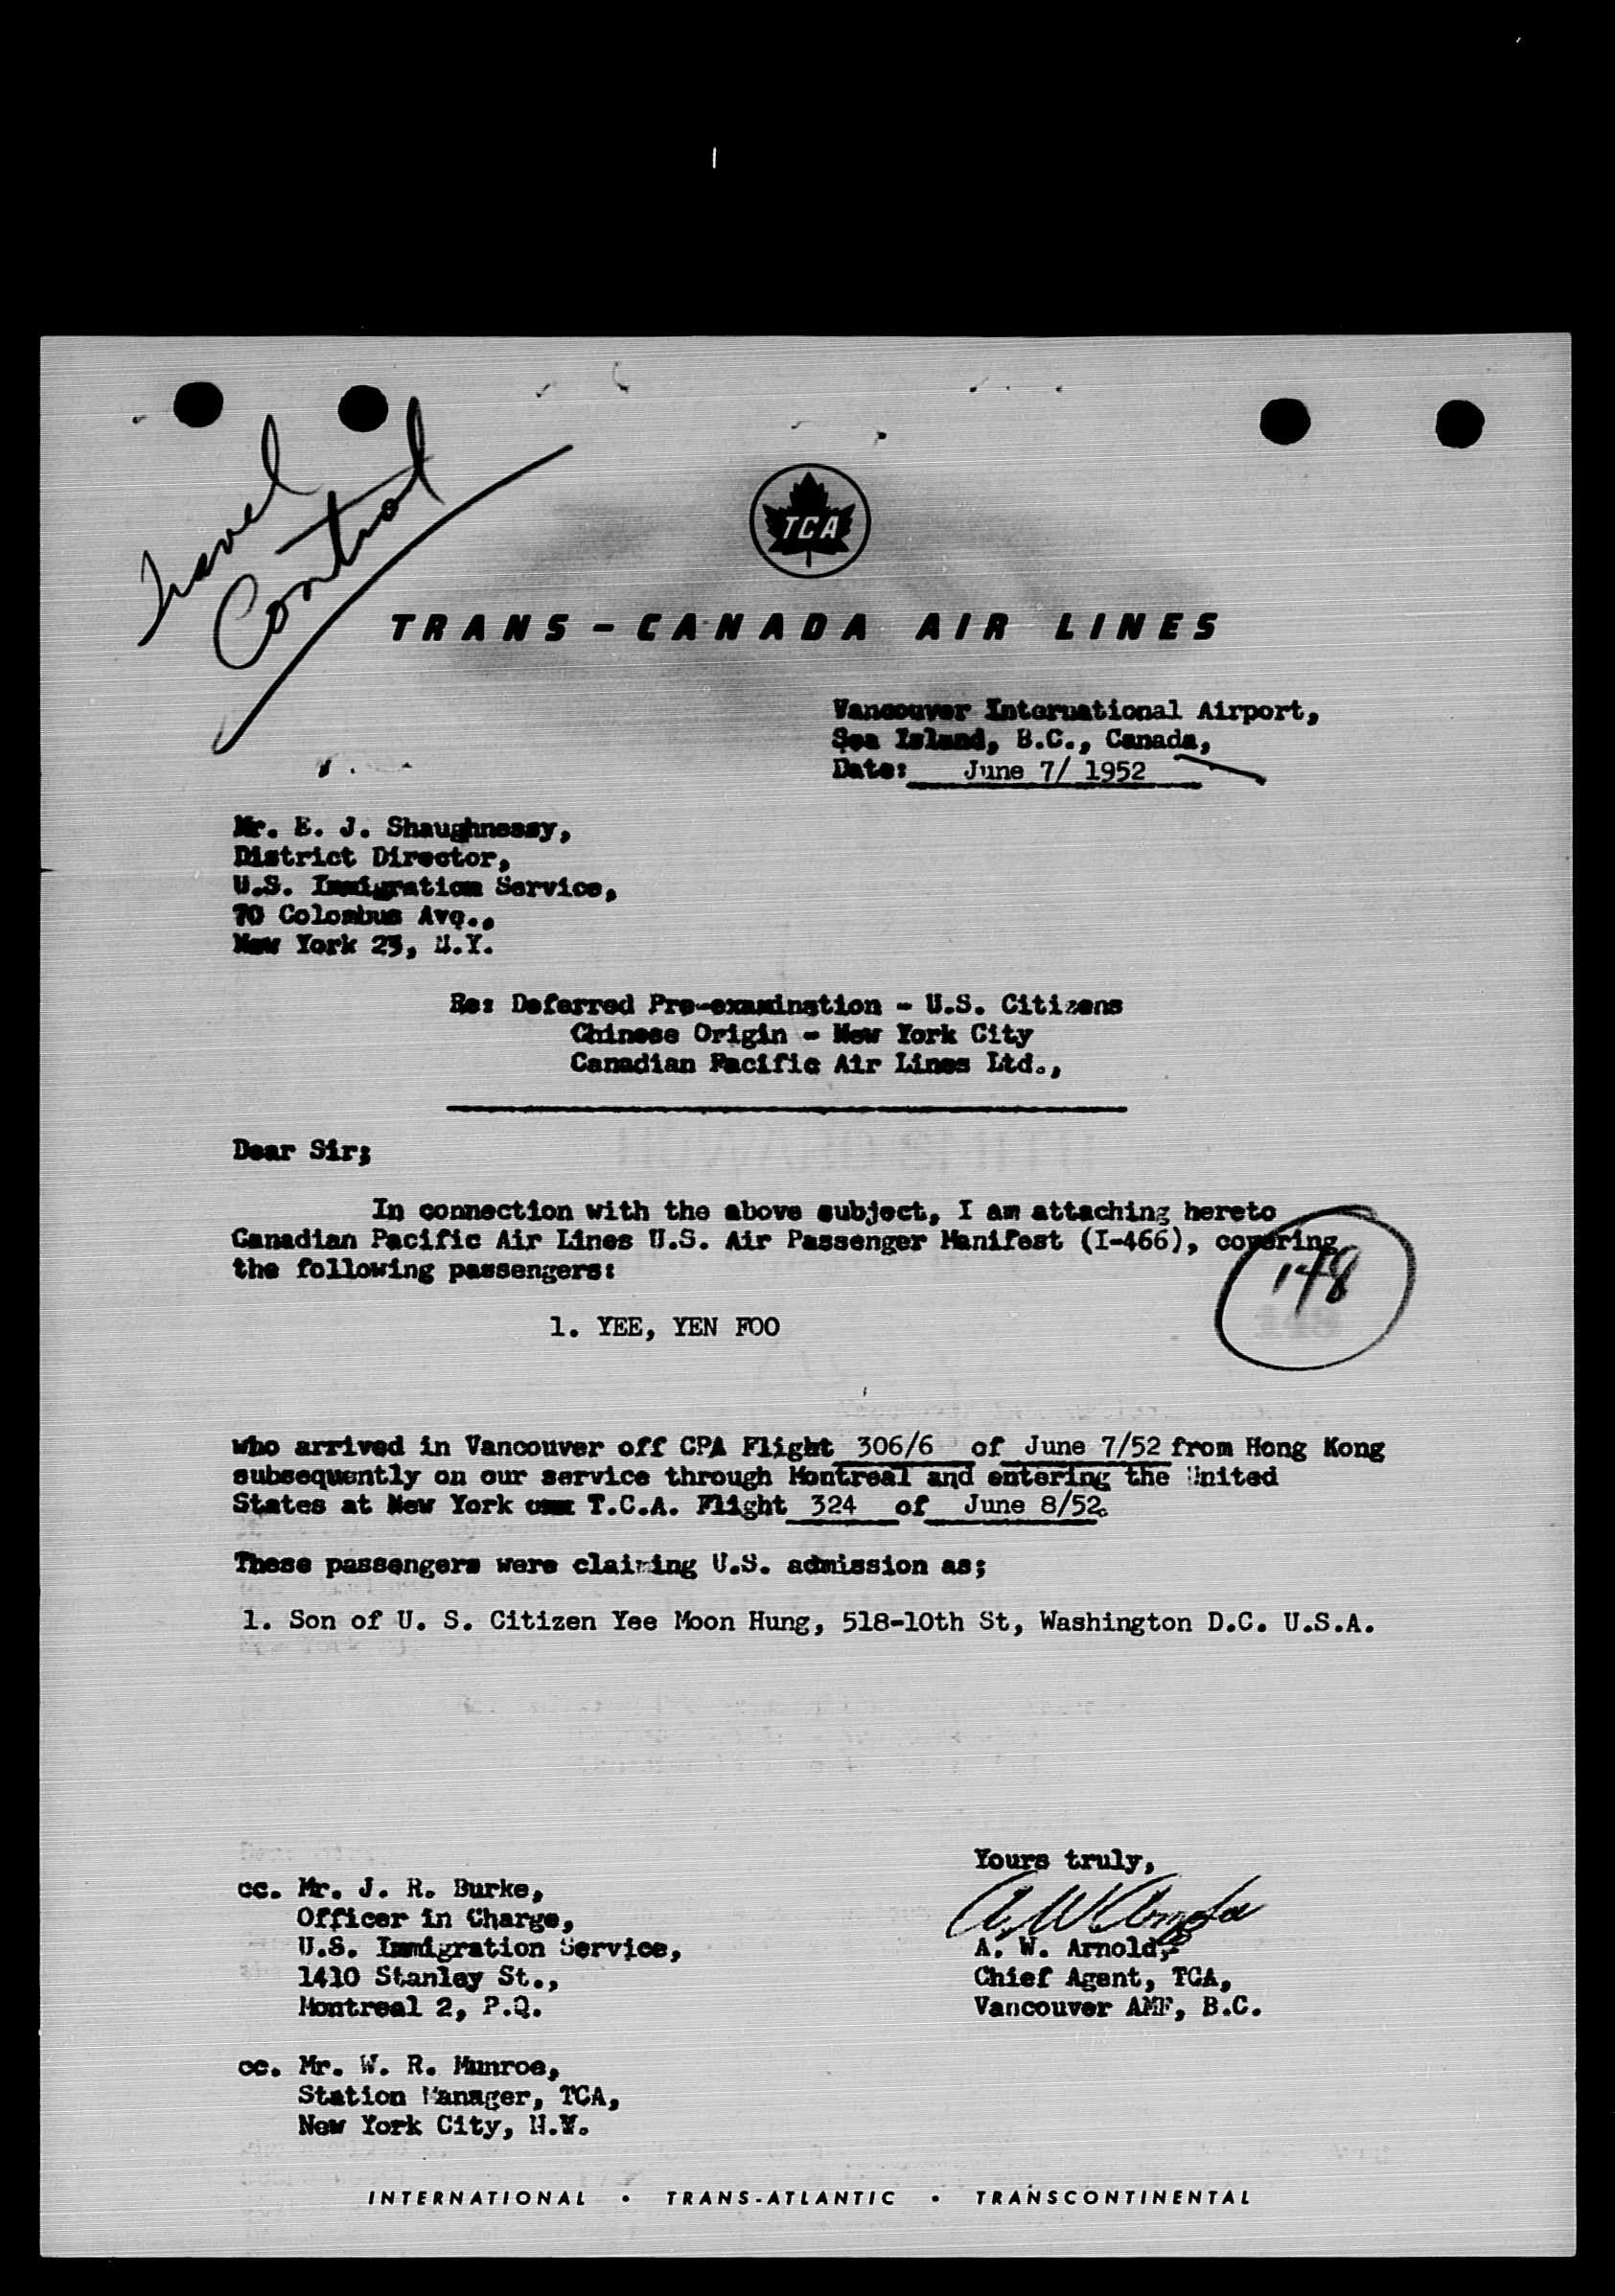 Travel
Control
TCA
TRANS-CANADA AIR LINES
Vancouver International Airport,
Sea Island, B.C., Canada,
Date: June 7/ 1952
Mr. E. J. Shaughnessy,
District Director,
U.S. Immigration Service,
70 Colombus Ave.,
New York 23, N.Y.
Re: Deferred Pre-examination - U.S. Citizens
Chinese Origin - New York City
Canadian Pacific Air Lines Ltd.,
Dear Sir;
In connection with the above subject, I am attaching hereto
Canadian Pacific Air Lines U.S. Air Passenger Manifest (I-466), covering
the following passengers:
148
1. YEE, YEN FOO
who arrived in Vancouver off CPA Flight 306/6 of June 7/52 from Hong Kong
subsequently on our service through Montreal and entering the United
States at New York T.C.A. Flight 324 of June 8/52.
These passengers were claiming U.S. admission as;
1. Son of U. S. Citizen Yee Moon Hung, 518-10th St, Washington D.C. U.S.A.
Yours truly,
A. W. Arnold
A. W. Arnold,
Chief Agent, TCA,
Vancouver AMF, B.C.
cc. Mr. J. R. Burke,
Officer in Charge,
U.S. Immigration Service,
1410 Stanley St.,
Montreal 2, P.Q.
cc. Mr. W. R. Munroe,
Station Manager, TCA,
New York City, N.Y.
INTERNATIONAL • TRANS-ATLANTIC • TRANSCONTINENTAL